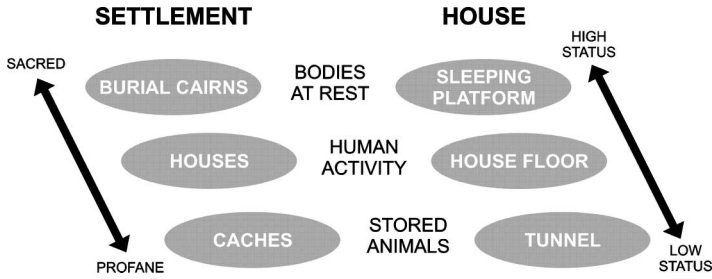 SETTLEMENT HOUSE
SACRED
HIGH
STATUS
BURIAL CAIRNS
BODIES
AT REST
SLEEPING
PLATFORM
HOUSES
HUMAN
ACTIVITY
HOUSE FLOOR
CACHES
STORED
ANIMALS
TUNNEL
PROFANE
LOW
STATUS